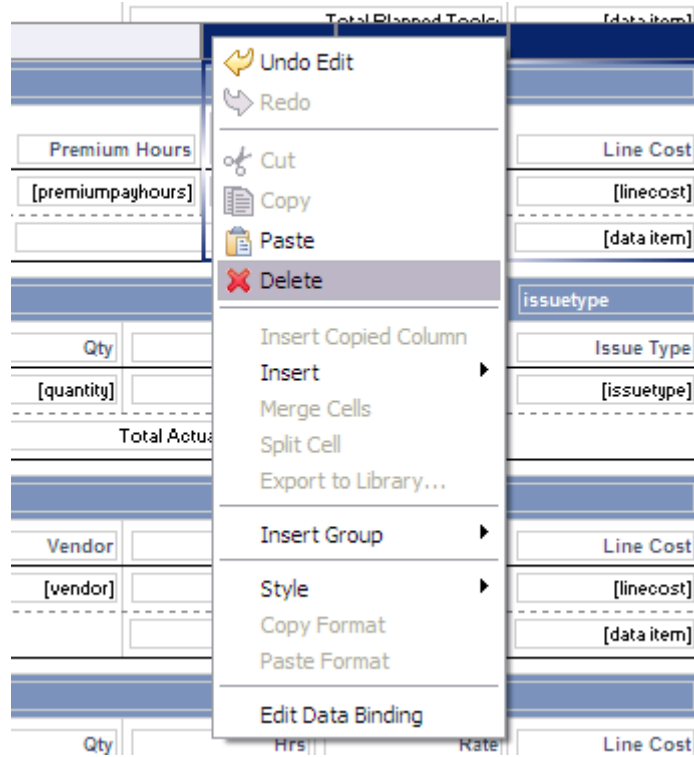 Total Planned Tools: [data item]
Undo Edit
Redo
Premium Hours Line Cost
Cut
[premiumpayhours] Copy [linecost]
Paste [data item]
Delete
issuetype
Insert Copied Column
Qty Issue Type
Insert
[quantity] [issuetype]
Merge Cells
Total Actua
Split Cell
Export to Library...
Insert Group
Vendor Line Cost
[vendor] Style [linecost]
Copy Format [data item]
Paste Format
Edit Data Binding
Qty Hrs Rate Line Cost